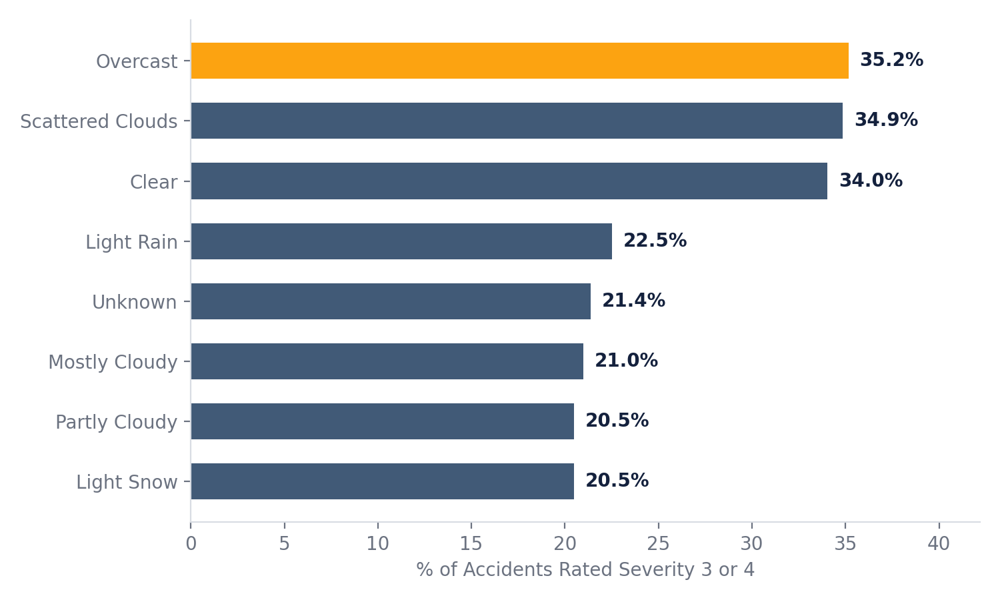 Overcast 35.2%
Scattered Clouds 34.9%
Clear 34.0%
Light Rain 22.5%
Unknown 21.4%
Mostly Cloudy 21.0%
Partly Cloudy 20.5%
Light Snow 20.5%
0 5 10 15 20 25 30 35 40
% of Accidents Rated Severity 3 or 4